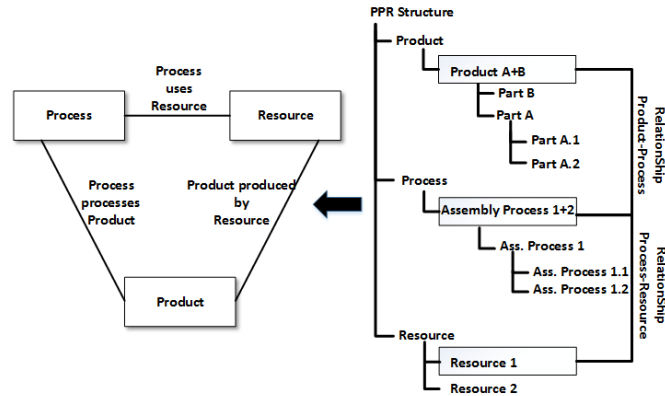 Process
uses
Resource
Process
Resource
Process
processes
Product
Product produced
by
Resource
Product
PPR Structure
Product
Product A+B
Part B
Part A
Part A.1
Part A.2
Process
Assembly Process 1+2
Ass. Process 1
Ass. Process 1.1
Ass. Process 1.2
Resource
Resource 1
Resource 2
RelationShip
Product-Process
RelationShip
Process-Resource